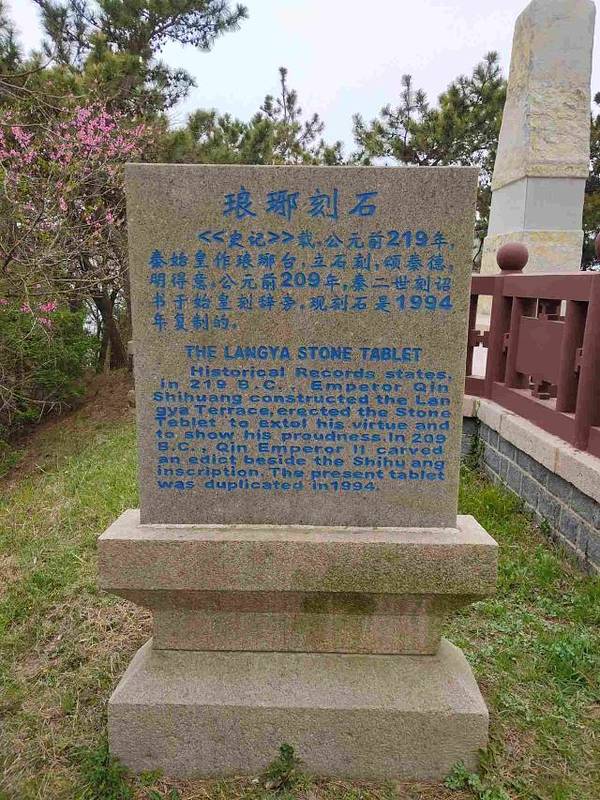 琅琊刻石
<<史记>>载，公元前219年，
秦始皇作琅琊台，立石刻，颂秦德，
明得意。公元前209年，秦二世刻诏
书于始皇刻辞旁。现刻石是1994
年复制的。
THE LANGYA STONE TABLET
Historical Records states,
in 219 B.C., Emperor Qin
Shihuang constructed the Lan
gya Terrace,erected the Stone
Teblet to extol his virtue and
to show his proudness.In 209
B.C., Qin Emperor II carved
an edict beside the Shihu ang
inscription.The present tablet
was duplicated in1994.